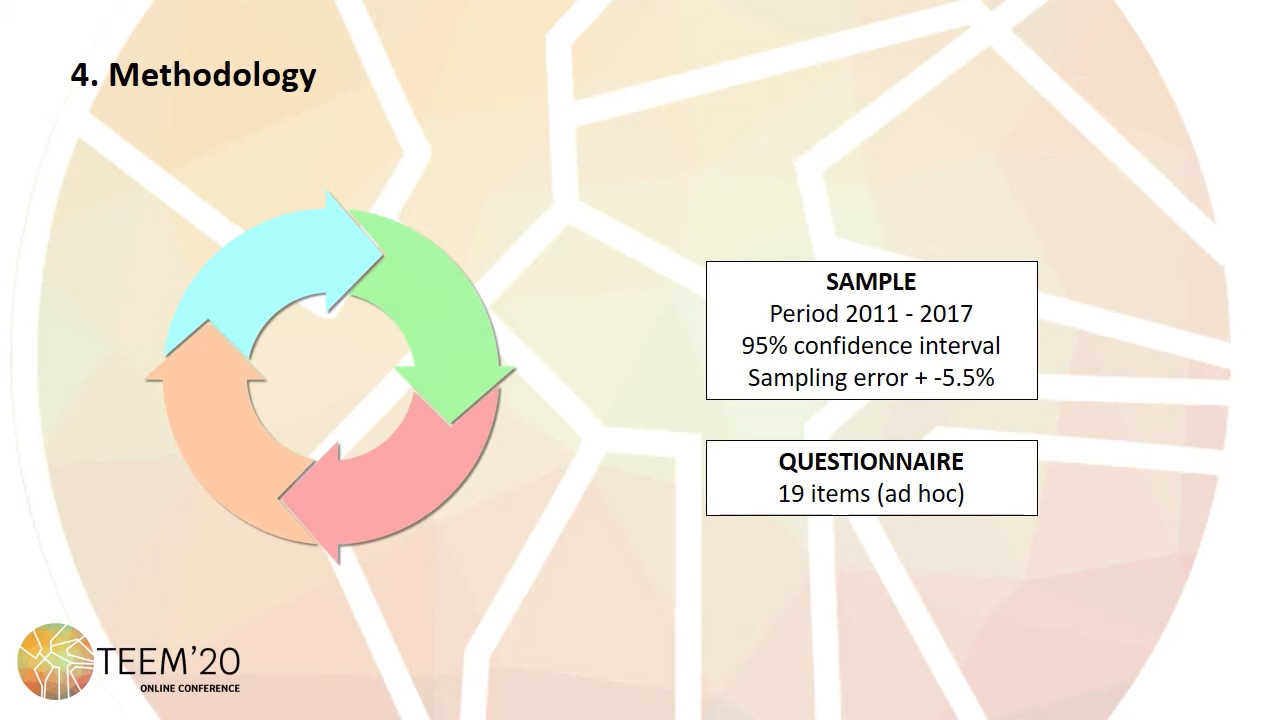 4. Methodology
SAMPLE
Period 2011 - 2017
95% confidence interval
Sampling error + -5.5%
QUESTIONNAIRE
19 items (ad hoc)
TEEM’20
ONLINE CONFERENCE